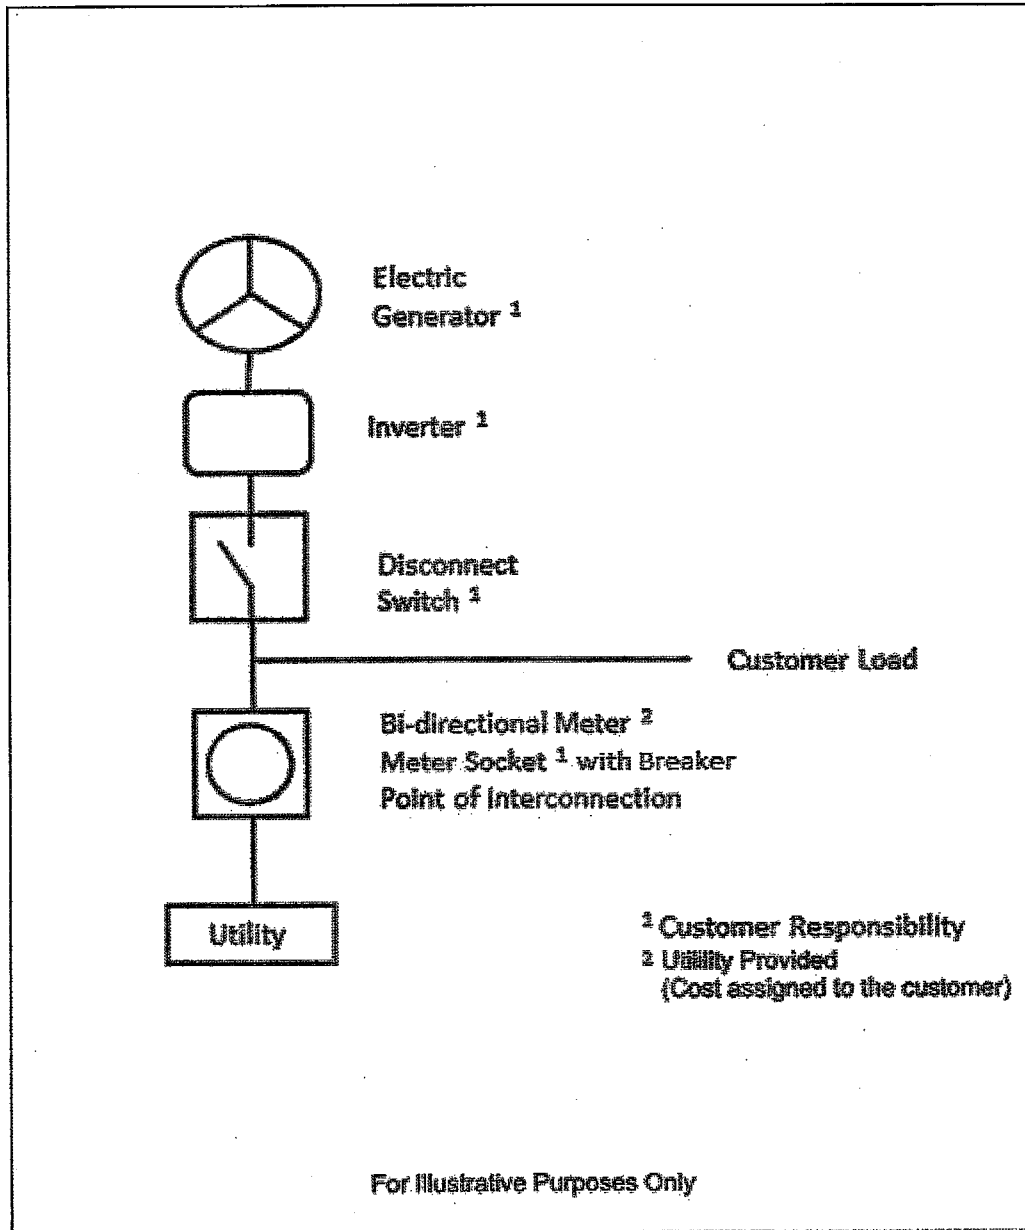 Electric
Generator ¹
Inverter ¹
Disconnect
Switch ¹
Customer Load
Bi-directional Meter ²
Meter Socket ¹ with Breaker
Point of Interconnection
Utility
¹ Customer Responsibility
² Utility Provided
(Cost assigned to the customer)
For Illustrative Purposes Only